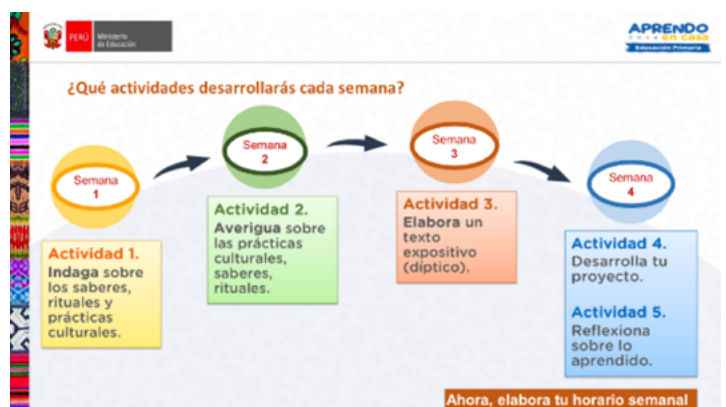 PERÚ
Ministerio
de Educación
APRENDO
en casa
Educación Primaria
¿Qué actividades desarrollarás cada semana?
Semana
1
Semana
2
Semana
3
Semana
4
Actividad 1.
Indaga sobre
los saberes,
rituales y
prácticas
culturales.
Actividad 2.
Averigua sobre
las prácticas
culturales,
saberes,
rituales.
Actividad 3.
Elabora un
texto
expositivo
(díptico).
Actividad 4.
Desarrolla tu
proyecto.
Actividad 5.
Reflexiona
sobre lo
aprendido.
Ahora, elabora tu horario semanal